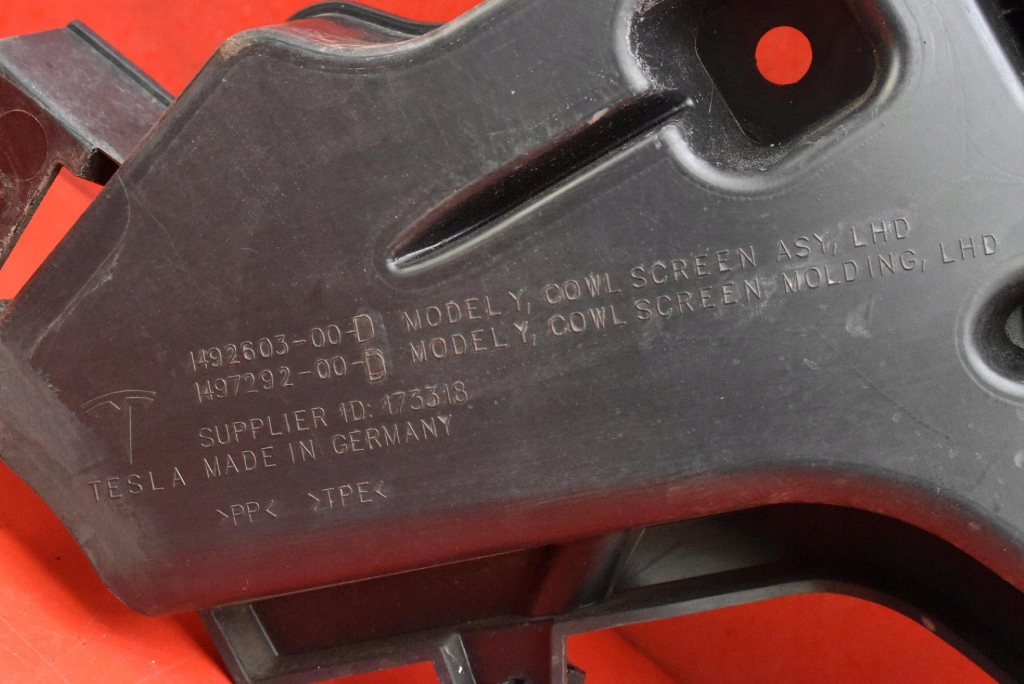 1492603-00-D MODEL Y, COWL SCREEN ASY, LHD
1497292-00-D MODEL Y, COWL SCREEN MOLDING, LHD
SUPPLIER ID: 173318
TESLA MADE IN GERMANY
>PP< >TPE<